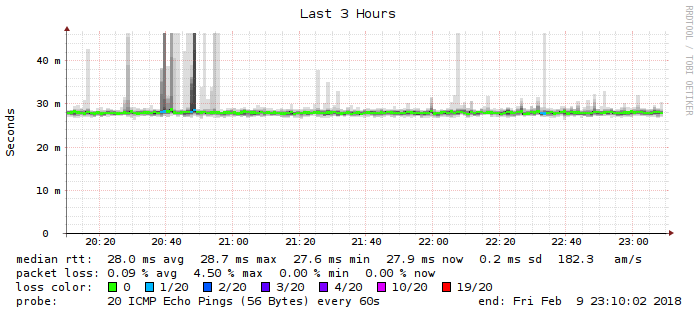 Last 3 Hours
RRDTOOL / TOBI OETIKER
Seconds
40 m
30 m
20 m
10 m
0
20:20 20:40 21:00 21:20 21:40 22:00 22:20 22:40 23:00
median rtt: 28.0 ms avg 28.7 ms max 27.6 ms min 27.9 ms now 0.2 ms sd 182.3 am/s
packet loss: 0.09 % avg 4.50 % max 0.00 % min 0.00 % now
loss color: 0 1/20 2/20 3/20 4/20 10/20 19/20
probe: 20 ICMP Echo Pings (56 Bytes) every 60s end: Fri Feb 9 23:10:02 2018